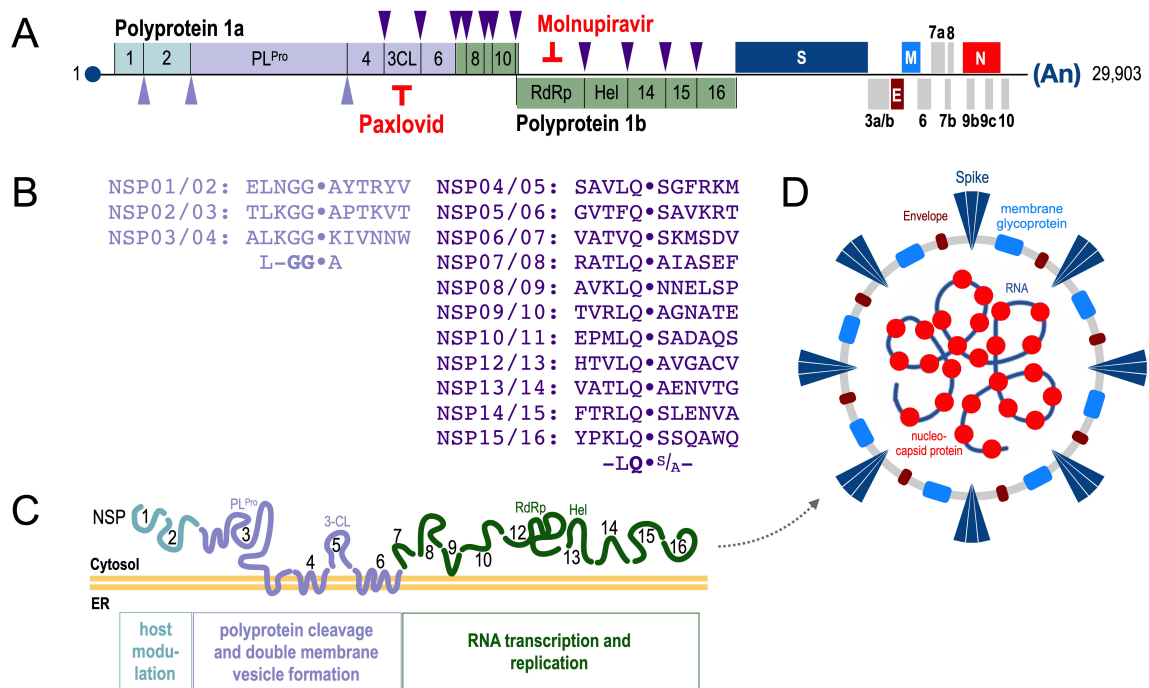 A
Polyprotein 1a
Molnupiravir
7a 8
1
1 2 PLPro 4 3CL 6 8 10 S M N
(An) 29,903
RdRp Hel 14 15 16 E
Paxlovid
Polyprotein 1b
3a/b 6 7b 9b 9c 10
B
NSP01/02: ELNGG•AYTRYV
NSP02/03: TLKGG•APTKVT
NSP03/04: ALKGG•KIVNNW
L-GG•A
NSP04/05: SAVLQ•SGFRKM
NSP05/06: GVTFQ•SAVKRT
NSP06/07: VATVQ•SKMSDV
NSP07/08: RATLQ•AIASEF
NSP08/09: AVKLQ•NNELSP
NSP09/10: TVRLQ•AGNATE
NSP10/11: EPMLQ•SADAQS
NSP12/13: HTVLQ•AVGACV
NSP13/14: VATLQ•AENVTG
NSP14/15: FTRLQ•SLENVA
NSP15/16: YPKLQ•SSQAWQ
-LQ•S/A-
D
Spike
Envelope
membrane
glycoprotein
RNA
nucleo-
capsid protein
C
NSP
1 2 PLPro 3 4 3-CL 5 6 7 8 9 10 RdRp 12 Hel 13 14 15 16
Cytosol
ER
host
modu-
lation
polyprotein cleavage
and double membrane
vesicle formation
RNA transcription and
replication